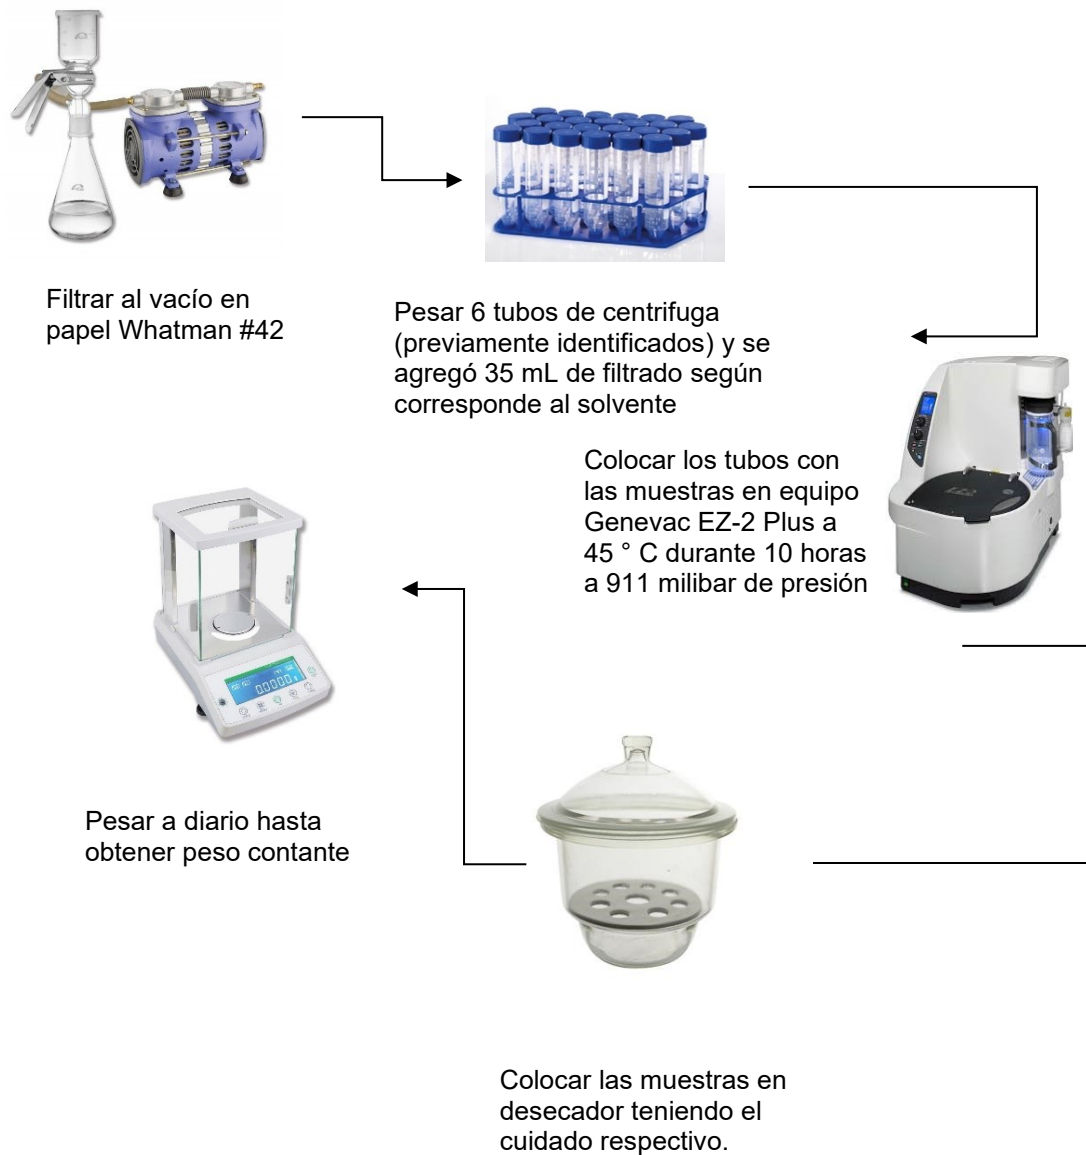 Filtrar al vacío en
papel Whatman #42
Pesar 6 tubos de centrifuga
(previamente identificados) y se
agregó 35 mL de filtrado según
corresponde al solvente
Colocar los tubos con
las muestras en equipo
Genevac EZ-2 Plus a
45 ° C durante 10 horas
a 911 milibar de presión
0.0000
Pesar a diario hasta
obtener peso contante
Colocar las muestras en
desecador teniendo el
cuidado respectivo.